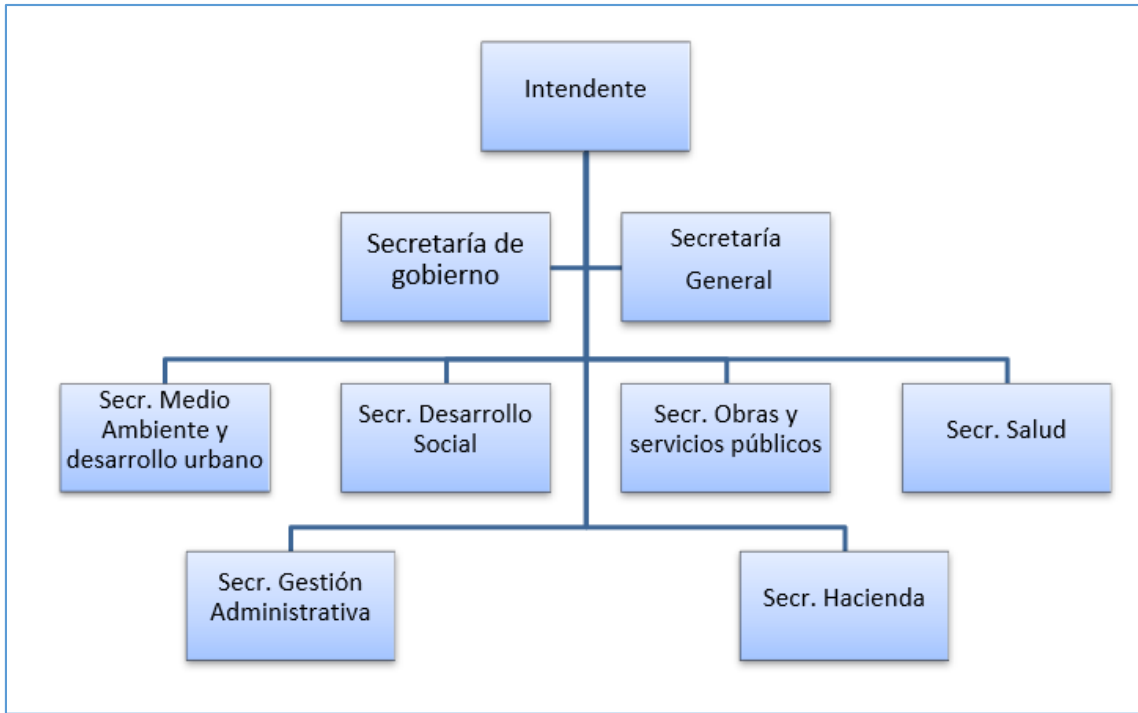 Intendente
Secretaría de
gobierno
Secretaría
General
Secr. Medio
Ambiente y
desarrollo urbano
Secr. Desarrollo
Social
Secr. Obras y
servicios públicos
Secr. Salud
Secr. Gestión
Administrativa
Secr. Hacienda